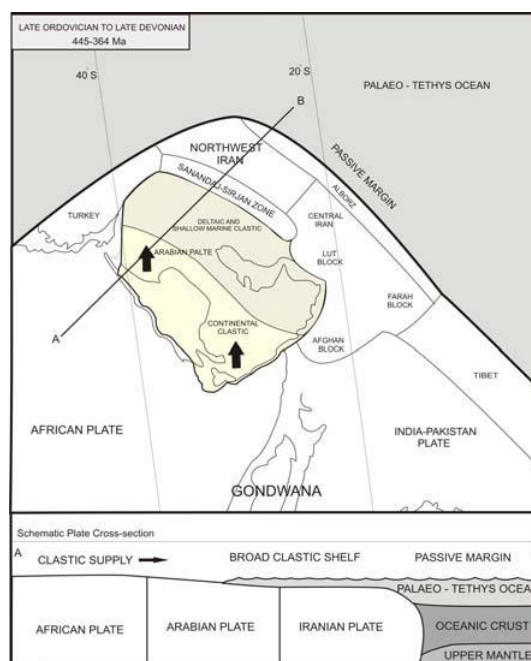 LATE ORDOVICIAN TO LATE DEVONIAN
445-364 Ma
40°S
20°S
PALAEO - TETHYS OCEAN
B
NORTHWEST
IRAN
PASSIVE MARGIN
SANANDAJ-SIRJAN ZONE
ALBORZ
TURKEY
DELTAIC AND
SHALLOW MARINE CLASTIC
CENTRAL
IRAN
ARABIAN PALTE
LUT
BLOCK
FARAH
BLOCK
CONTINENTAL
CLASTIC
A
AFGHAN
BLOCK
TIBET
AFRICAN PLATE
INDIA-PAKISTAN
PLATE
GONDWANA
Schematic Plate Cross-section
A
CLASTIC SUPPLY
BROAD CLASTIC SHELF
PASSIVE MARGIN
PALAEO - TETHYS OCEA
AFRICAN PLATE
ARABIAN PLATE
IRANIAN PLATE
OCEANIC CRUST
UPPER MANTLE